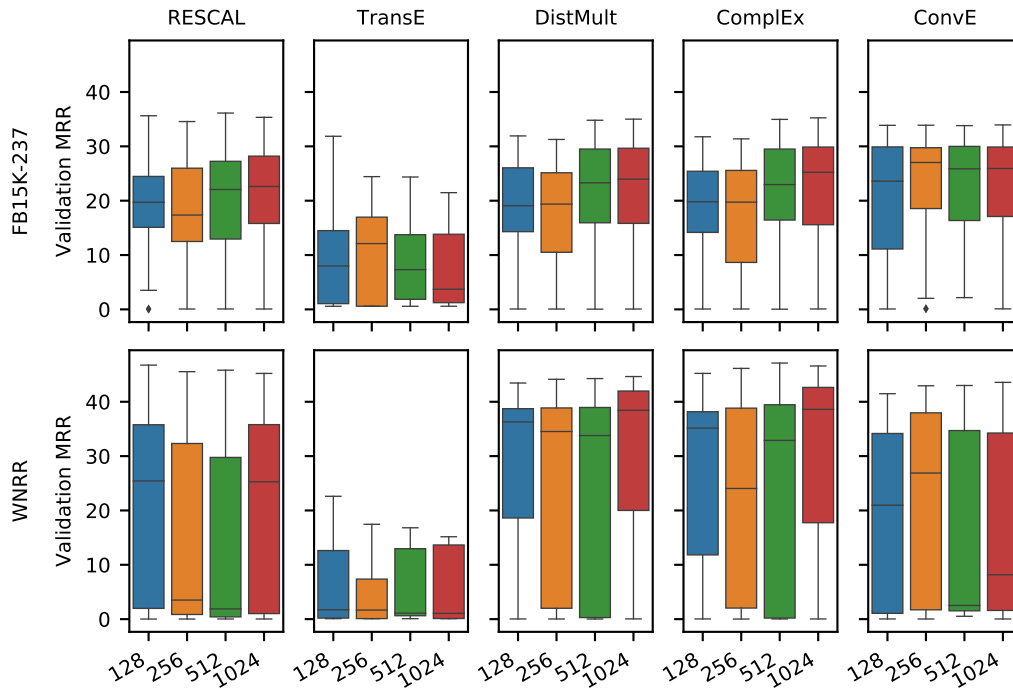 RESCAL TransE DistMult ComplEx ConvE
FB15K-237
Validation MRR
40
30
20
10
0
WNRR
Validation MRR
40
30
20
10
0
128 256 512 1024 128 256 512 1024 128 256 512 1024 128 256 512 1024 128 256 512 1024